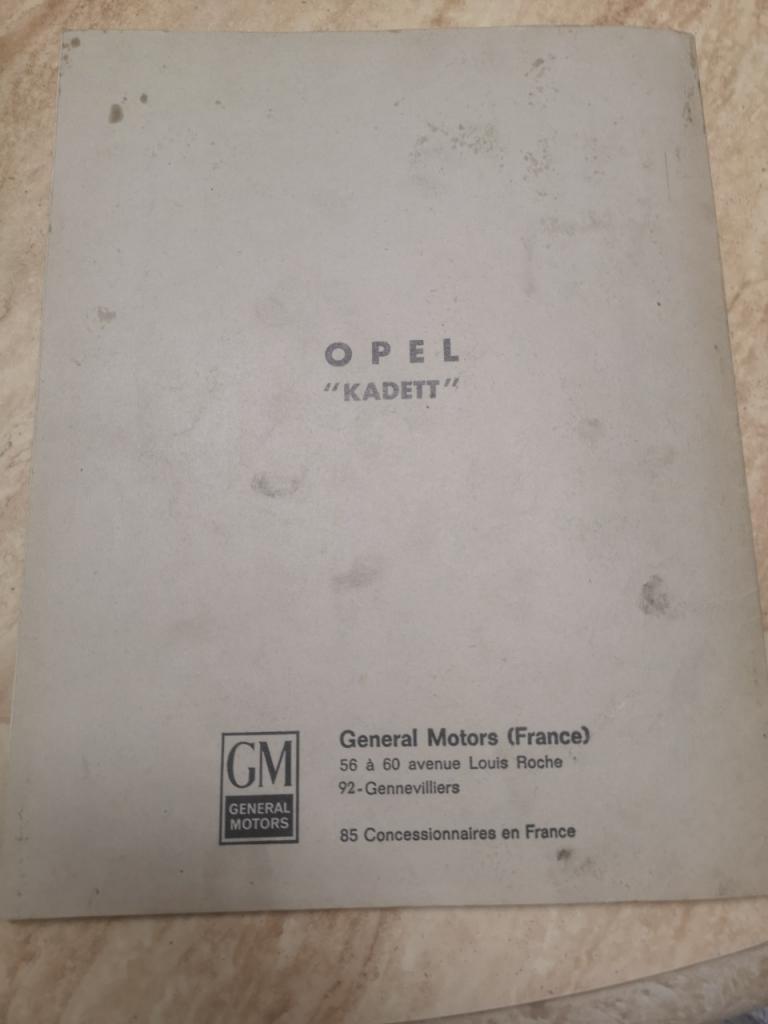 OPEL
"KADETT"
GM
GENERAL
MOTORS
General Motors (France)
56 à 60 avenue Louis Roche
92-Gennevilliers
85 Concessionnaires en France